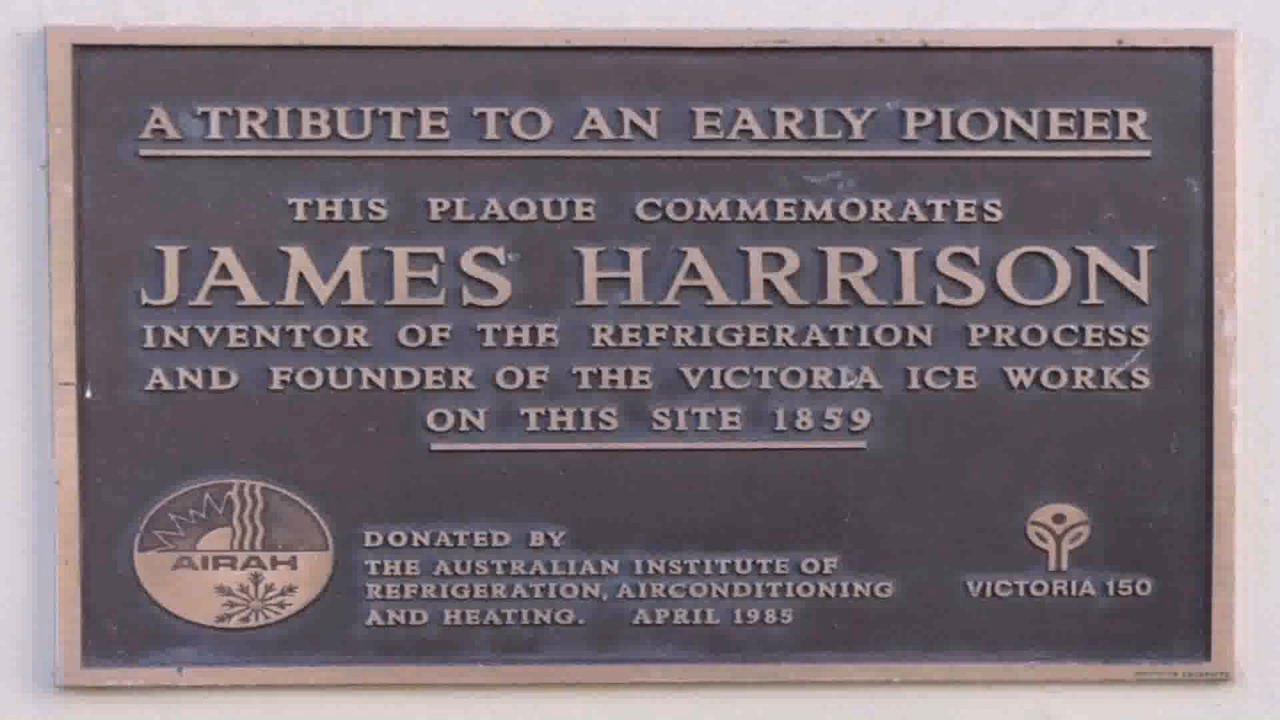 A TRIBUTE TO AN EARLY PIONEER
THIS PLAQUE COMMEMORATES
JAMES HARRISON
INVENTOR OF THE REFRIGERATION PROCESS
AND FOUNDER OF THE VICTORIA ICE WORKS
ON THIS SITE 1859
AIRAH
DONATED BY
THE AUSTRALIAN INSTITUTE OF
REFRIGERATION, AIRCONDITIONING
AND HEATING. APRIL 1985
VICTORIA 150